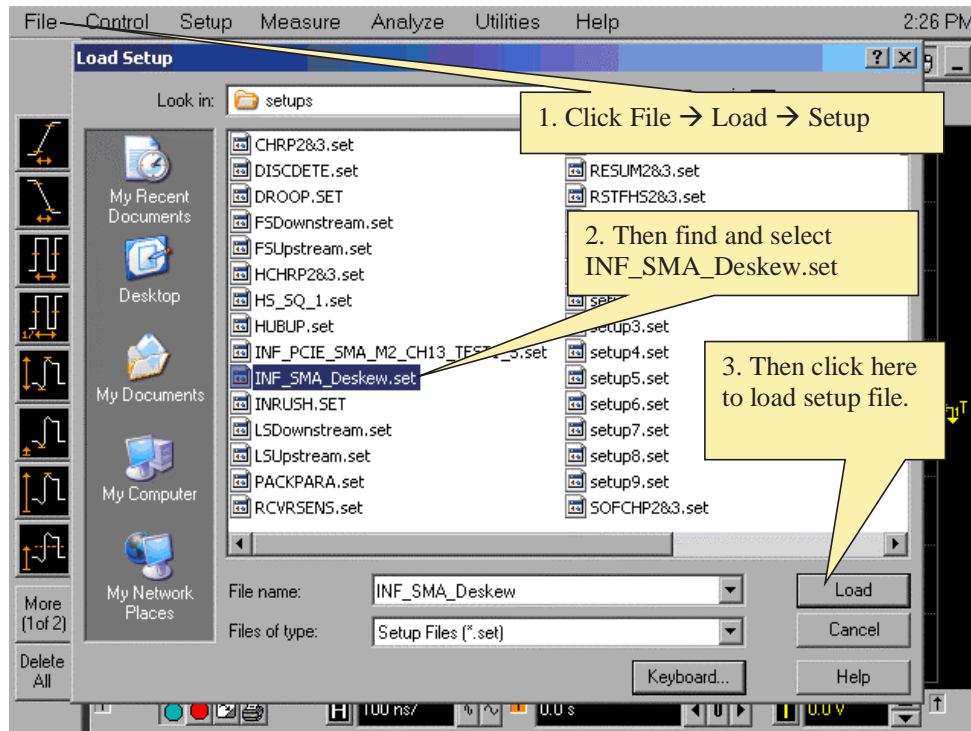 File Control Setup Measure Analyze Utilities Help 2:26 PM
Load Setup
Look in: setups
1. Click File → Load → Setup
My Recent Documents
Desktop
My Documents
My Computer
My Network Places
CHRP2&3.set
DISCDETE.set
DROOP.SET
FSDownstream.set
FSUpstream.set
HCHRP2&3.set
HS_SQ_1.set
HUBUP.set
INF_PCIE_SMA_M2_CH13_
INF_SMA_Deskew.set
INRUSH.SET
LSDownstream.set
LSUpstream.set
PACKPARA.set
RCVRSENS.set
RESUM2&3.set
RSTFHS2&3.set
2. Then find and select
INF_SMA_Deskew.set
setup3.set
setup4.set
setup5.set
setup6.set
setup7.set
setup8.set
setup9.set
SOFCHP2&3.set
3. Then click here
to load setup file.
File name: INF_SMA_Deskew
Load
Files of type: Setup Files (*.set)
Cancel
Keyboard...
Help
More
(1of 2)
Delete
All
H 100 ns/ 0.0 s 0 T 0.0 V